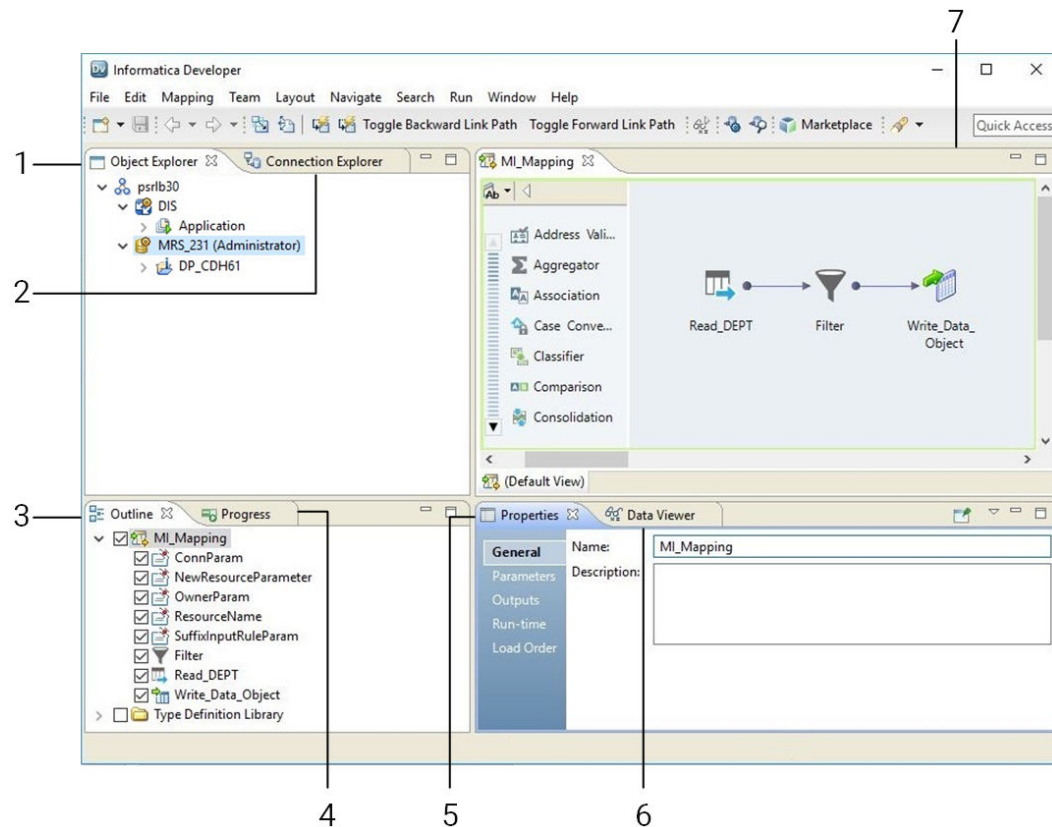 7
Informatica Developer
File Edit Mapping Team Layout Navigate Search Run Window Help
Toggle Backward Link Path Toggle Forward Link Path Marketplace Quick Access
1
Object Explorer Connection Explorer
psrlb30
DIS
Application
MRS_231 (Administrator)
DP_CDH61
2
MI_Mapping
Ab
Address Vali...
Aggregator
Association
Case Conve...
Classifier
Comparison
Consolidation
Read_DEPT
Filter
Write_Data_
Object
(Default View)
3
Outline Progress
MI_Mapping
ConnParam
NewResourceParameter
OwnerParam
ResourceName
SuffixInputRuleParam
Filter
Read_DEPT
Write_Data_Object
Type Definition Library
Properties Data Viewer
General
Parameters
Outputs
Run-time
Load Order
Name: MI_Mapping
Description:
4
5
6